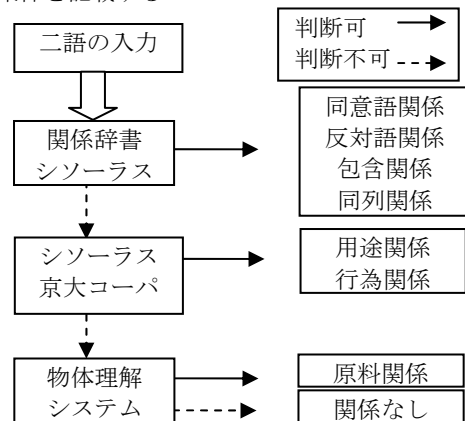 二語の入力
判断可
判断不可
関係辞書
シソーラス
同意語関係
反対語関係
包含関係
同列関係
シソーラス
京大コーパ
用途関係
行為関係
物体理解
システム
原料関係
関係なし